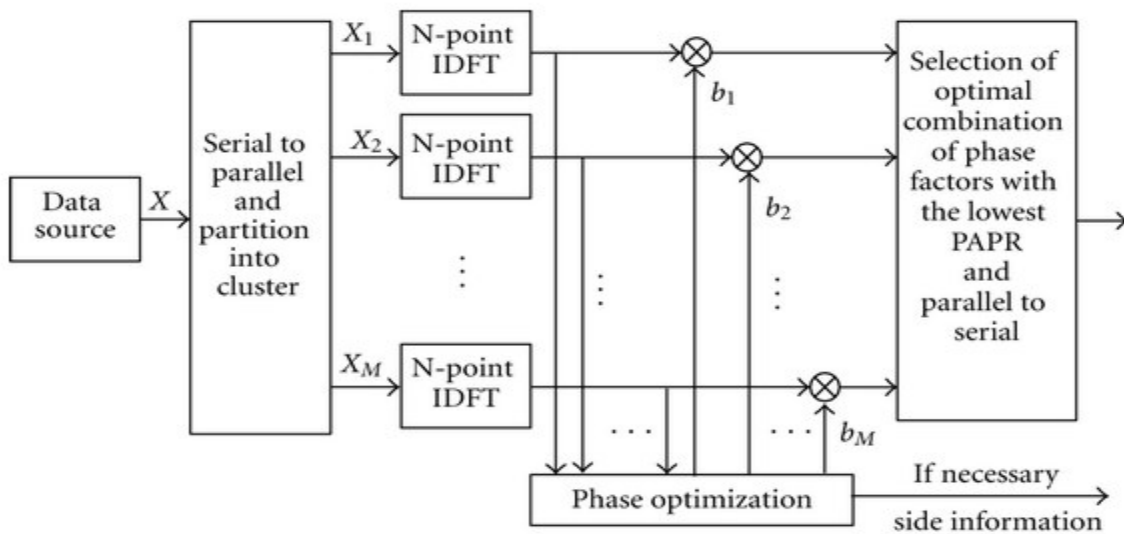 Data
source
X
Serial to
parallel
and
partition
into
cluster
X1
N-point
IDFT
b1
X2
N-point
IDFT
b2
XM
N-point
IDFT
bM
Phase optimization
Selection of
optimal
combination
of phase
factors with
the lowest
PAPR
and
parallel to
serial
If necessary
side information